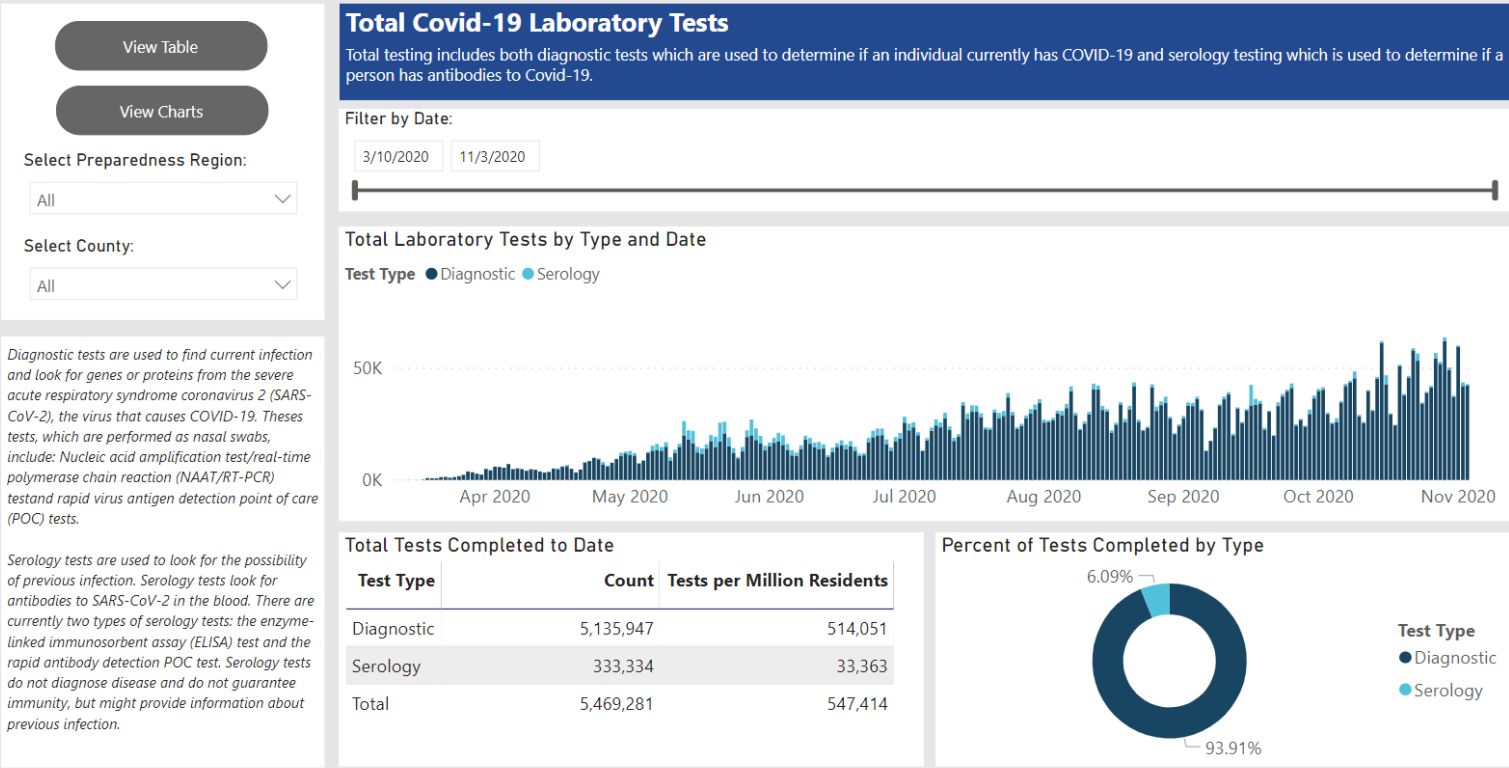 View Table
View Charts
Select Preparedness Region:
All
Select County:
All
Diagnostic tests are used to find current infection
and look for genes or proteins from the severe
acute respiratory syndrome coronavirus 2 (SARS-
CoV-2), the virus that causes COVID-19. Theses
tests, which are performed as nasal swabs,
include: Nucleic acid amplification test/real-time
polymerase chain reaction (NAAT/RT-PCR)
testand rapid virus antigen detection point of care
(POC) tests.
Serology tests are used to look for the possibility
of previous infection. Serology tests look for
antibodies to SARS-CoV-2 in the blood. There are
currently two types of serology tests: the enzyme-
linked immunosorbent assay (ELISA) test and the
rapid antibody detection POC test. Serology tests
do not diagnose disease and do not guarantee
immunity, but might provide information about
previous infection.
Total Covid-19 Laboratory Tests
Total testing includes both diagnostic tests which are used to determine if an individual currently has COVID-19 and serology testing which is used to determine if a
person has antibodies to Covid-19.
Filter by Date:
3/10/2020 11/3/2020
Total Laboratory Tests by Type and Date
Test Type Diagnostic Serology
50K
0K
Apr 2020 May 2020 Jun 2020 Jul 2020 Aug 2020 Sep 2020 Oct 2020 Nov 2020
Total Tests Completed to Date
Test Type Count Tests per Million Residents
Diagnostic 5,135,947 514,051
Serology 333,334 33,363
Total 5,469,281 547,414
Percent of Tests Completed by Type
6.09%
93.91%
Test Type
Diagnostic
Serology